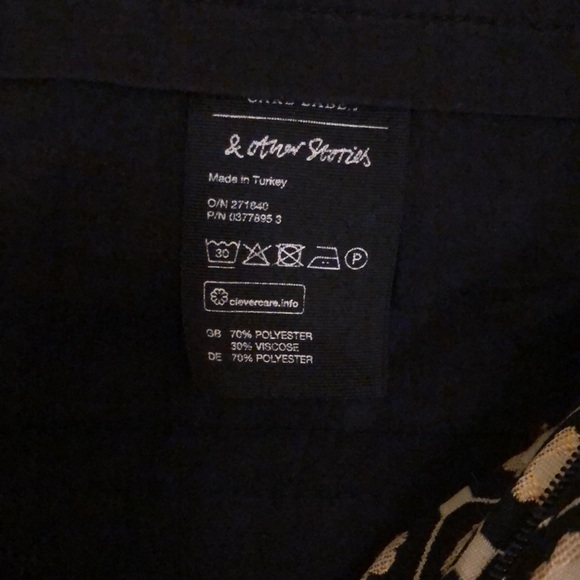 CARE LABEL
& other Stories
Made in Turkey
O/N 271640
P/N 0377895 3
30
P
clevercare.info
GB 70% POLYESTER
30% VISCOSE
DE 70% POLYESTER